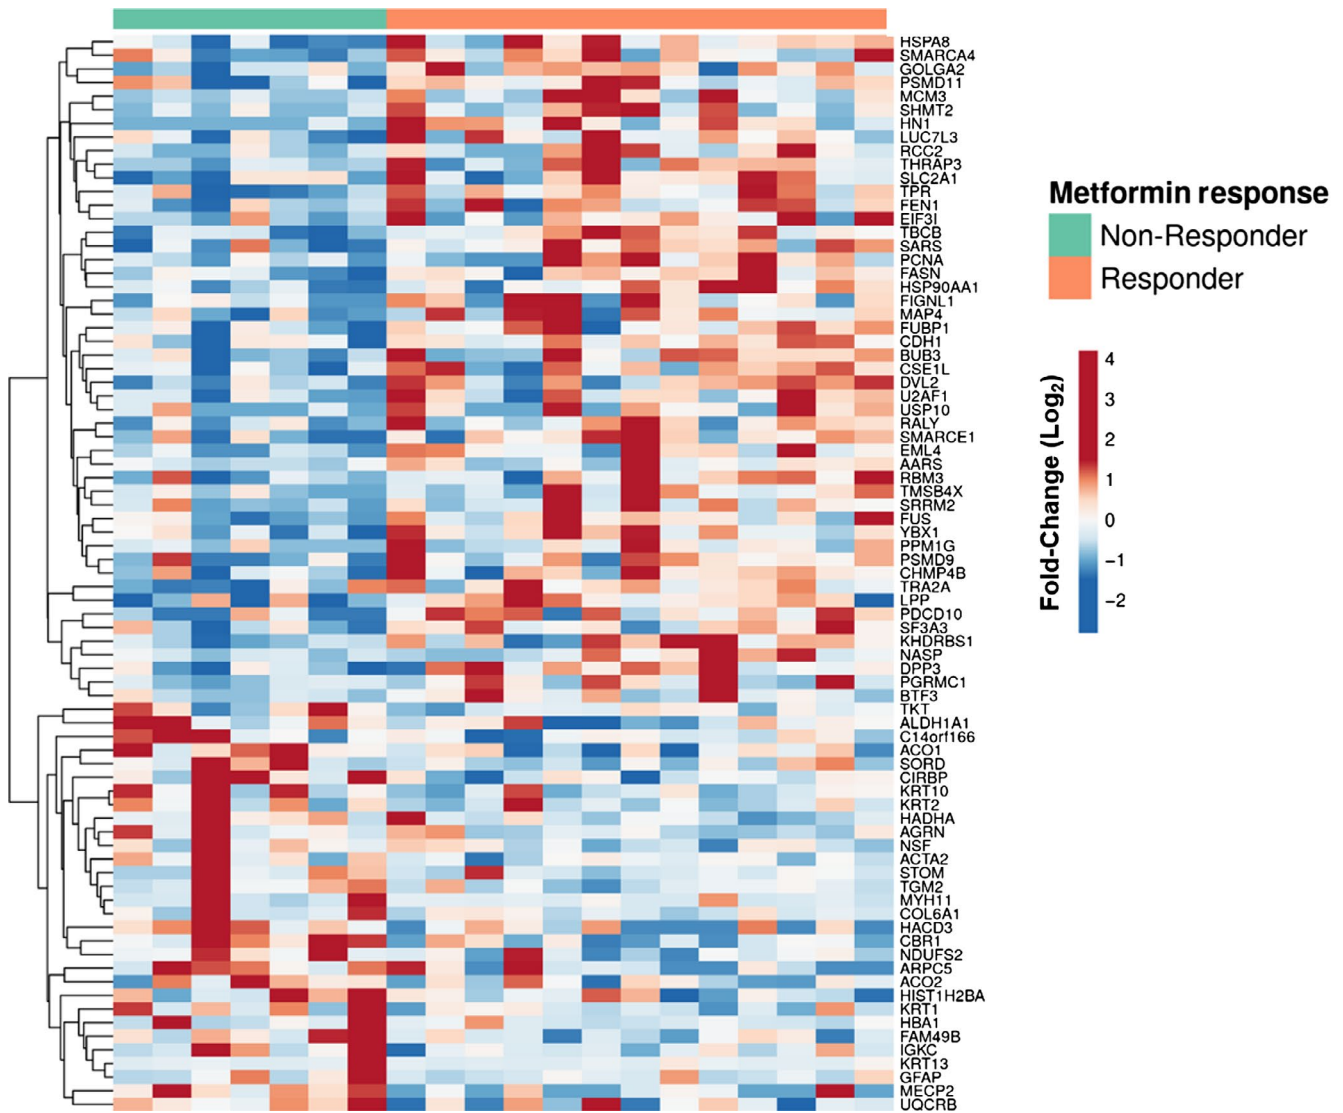 HSPA8
SMARCA4
GOLGA2
PSMD11
MCM3
SHMT2
HN1
LUC7L3
RCC2
THRAP3
SLC2A1
TPR
FEN1
EIF3I
TBCB
SARS
PCNA
FASN
HSP90AA1
FIGNL1
MAP4
FUBP1
CDH1
BUB3
CSE1L
DVL2
U2AF1
USP10
RALY
SMARCE1
EML4
AARS
RBM3
TMSB4X
SRRM2
FUS
YBX1
PPM1G
PSMD9
CHMP4B
TRA2A
LPP
PDCD10
SF3A3
KHDRBS1
NASP
DPP3
PGRMC1
BTF3
TKT
ALDH1A1
C14orf166
ACO1
SORD
CIRBP
KRT10
KRT2
HADHA
AGRN
NSF
ACTA2
STOM
TGM2
MYH11
COL6A1
HACD3
CBR1
NDUFS2
ARPC5
ACO2
HIST1H2BA
KRT1
HBA1
FAM49B
IGKC
KRT13
GFAP
MECP2
UQCRB
Metformin response
Non-Responder
Responder
Fold-Change (Log₂)
4
3
2
1
0
−1
−2